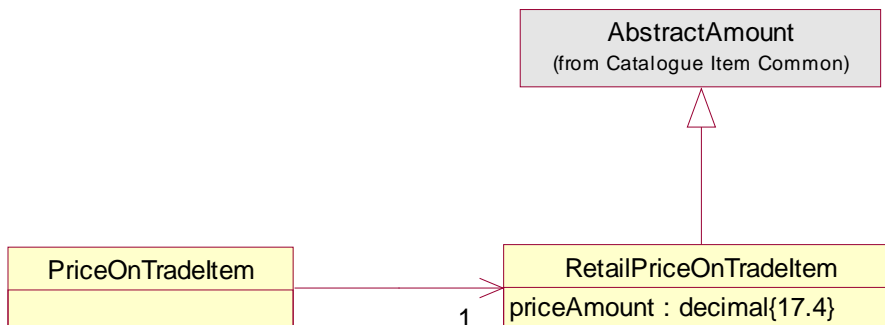 AbstractAmount
(from Catalogue Item Common)
PriceOnTradeItem
RetailPriceOnTradeItem
1
priceAmount : decimal{17.4}